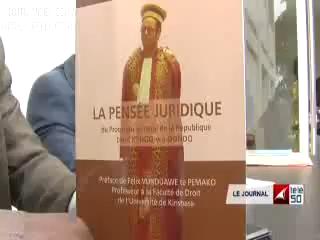 LA PENSÉE JURIDIQUE
du Procureur Général de la République
Préface de Félix VUNDUAWE te PEMAKO
Professeur à la Faculté de Droit
de l'Université de Kinshasa
LE JOURNAL
télé
50